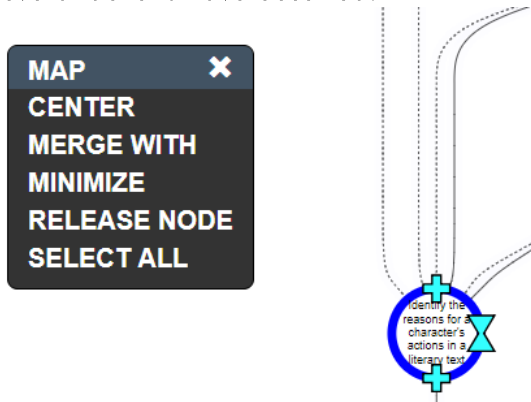 MAP
CENTER
MERGE WITH
MINIMIZE
RELEASE NODE
SELECT ALL
Identify the
reasons for a
character's
actions in a
literary text